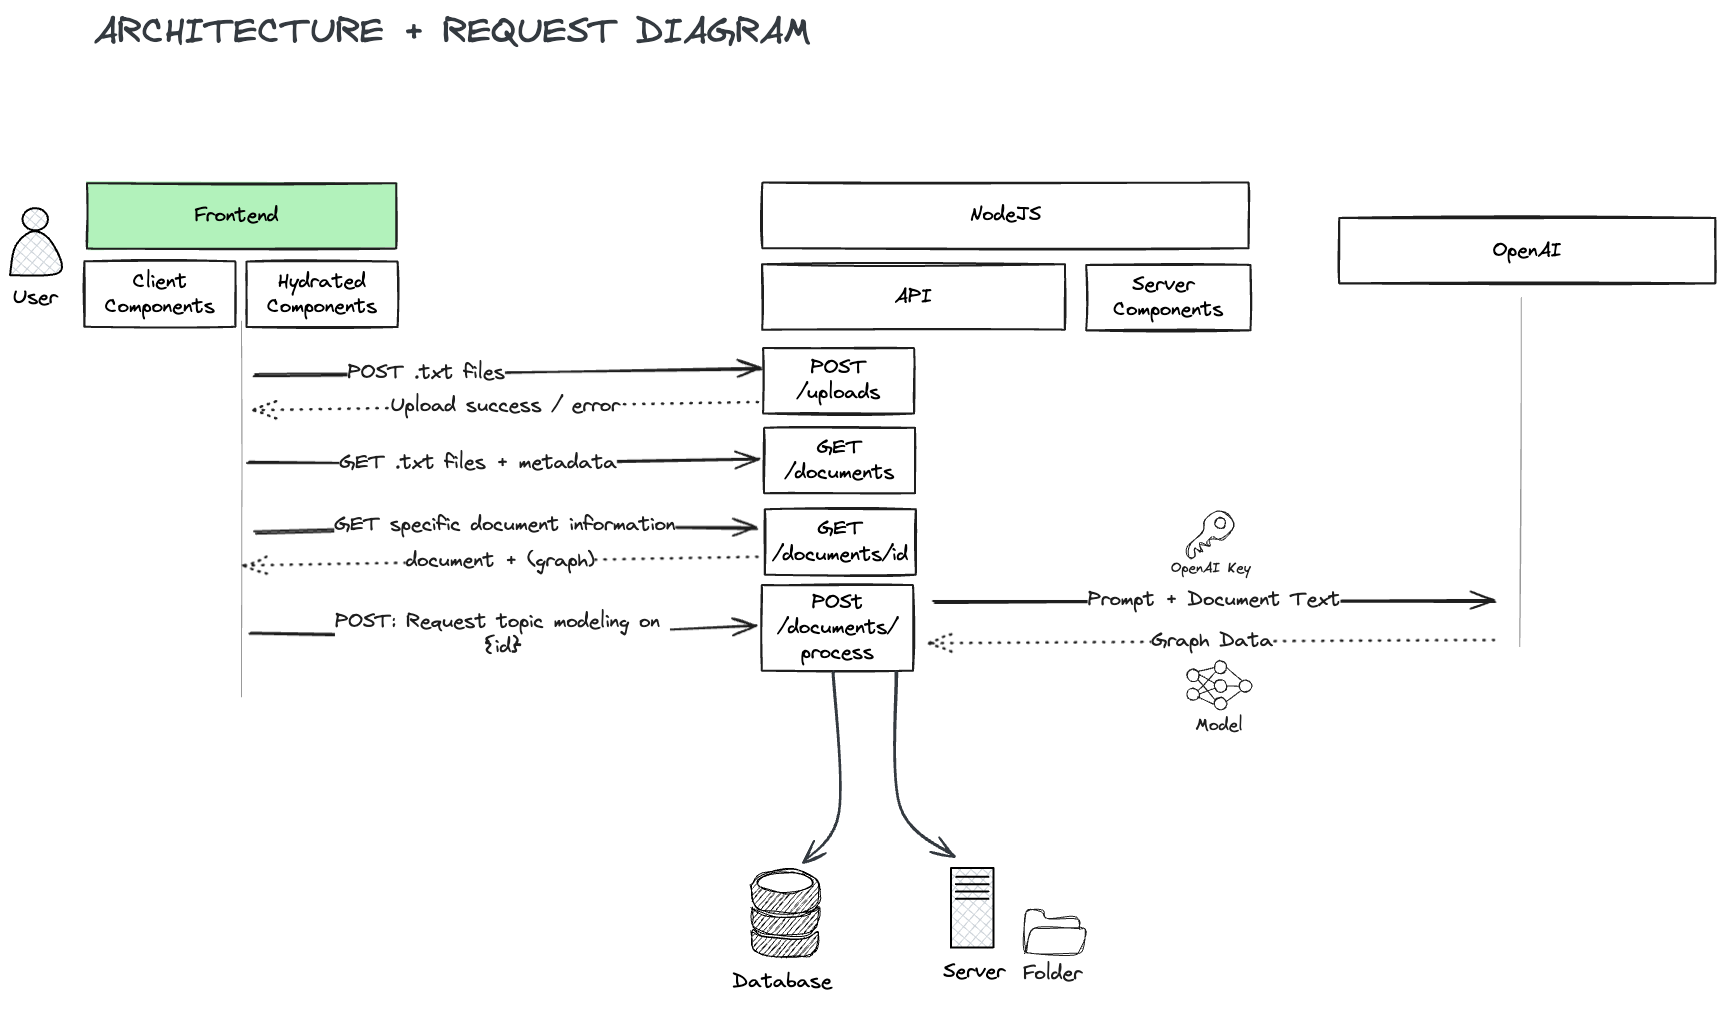 ARCHITECTURE + REQUEST DIAGRAM
Frontend
NodeJS
OpenAI
User
Client
Components
Hydrated
Components
API
Server
Components
POST .txt files
POST
/uploads
Upload success / error
GET .txt files + metadata
GET
/documents
GET specific document information
GET
/documents/id
document + (graph)
OpenAI Key
POST: Request topic modeling on
{id}
POSt
/documents/
process
Prompt + Document Text
Graph Data
Model
Database
Server
Folder